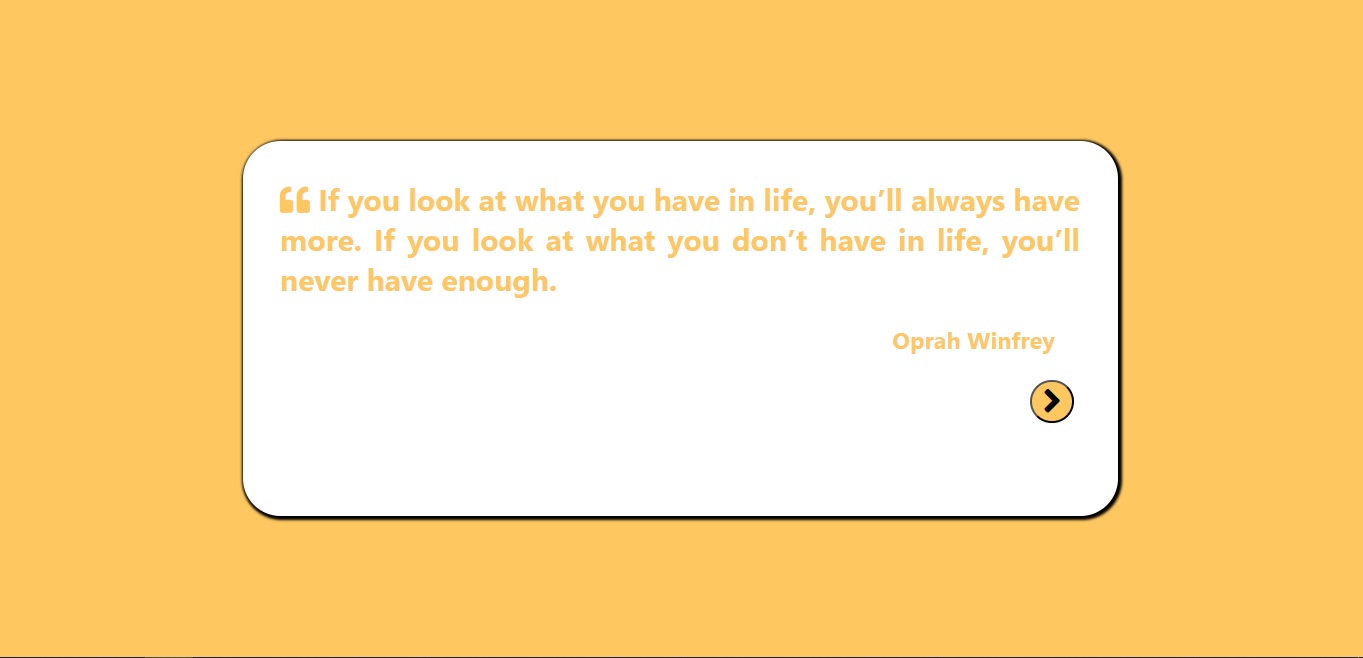 ❝ If you look at what you have in life, you’ll always have
more. If you look at what you don’t have in life, you’ll
never have enough.
Oprah Winfrey